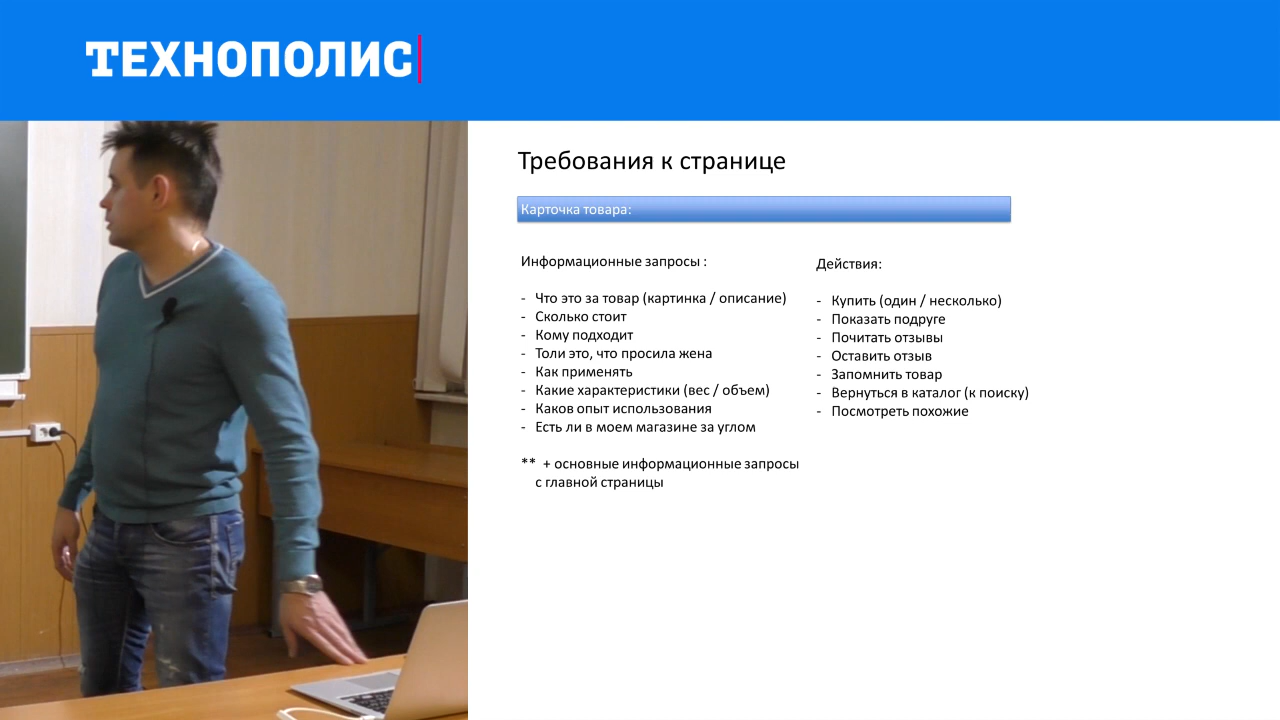 ТЕХНОПОЛИС
Требования к странице
Карточка товара:
Информационные запросы :
- Что это за товар (картинка / описание)
- Сколько стоит
- Кому подходит
- Толи это, что просила жена
- Как применять
- Какие характеристики (вес / объем)
- Каков опыт использования
- Есть ли в моем магазине за углом
** + основные информационные запросы
с главной страницы
Действия:
- Купить (один / несколько)
- Показать подруге
- Почитать отзывы
- Оставить отзыв
- Запомнить товар
- Вернуться в каталог (к поиску)
- Посмотреть похожие